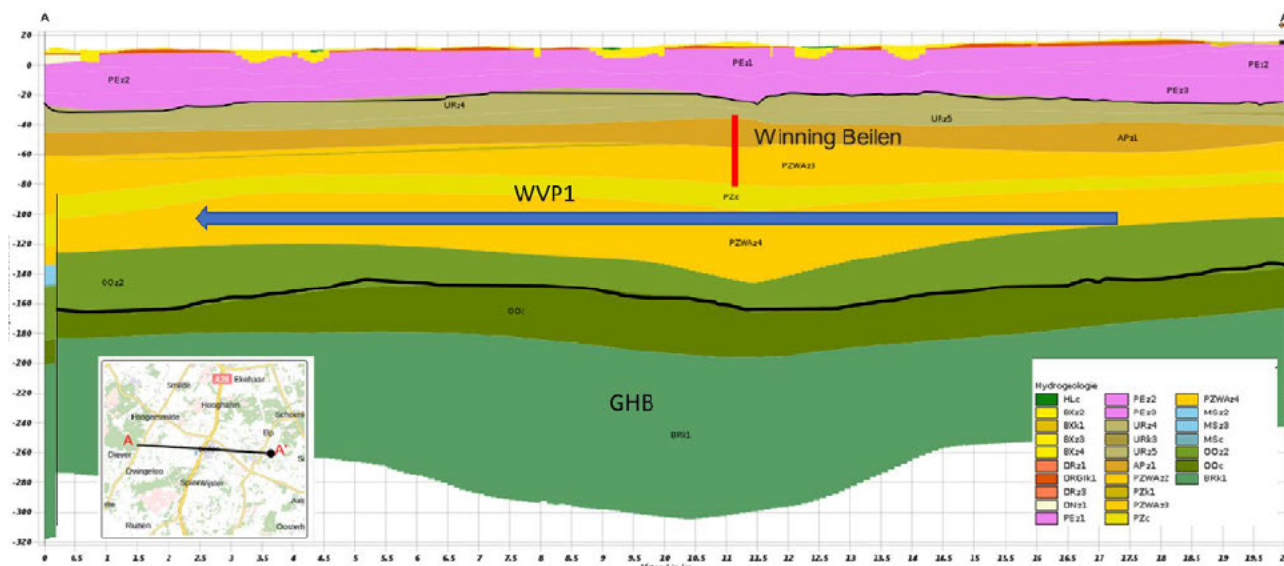 A
A'
20
0
-20
-40
-60
-80
-100
-120
-140
-160
-180
-200
-220
-240
-260
-280
-300
-320
PEz1
PEz2
PEz2
PEz3
URz4
URz5
Winning Beilen
APz1
PZWAz3
WVP1
PZc
PZWAz4
OOz2
OOc
GHB
BRk1
Smilde
A28
Ekehaar
Hooghalen
Hoogersmilde
Elp
A
A'
Diever
Dwingeloo
Spier
Wijster
Ruinen
Hydrogeologie
HLc PEz2 PZWAz4
BXz2 PEz3 MSz2
BXk1 URz4 MSz3
BXz3 URk3 MSc
BXz4 URz5 OOz2
DRz1 APz1 OOc
DRGIk1 PZWAz2 BRk1
DRz3 PZk1
DNz1 PZWAz3
PEz1 PZc
0 0.5 1 1.5 2 2.5 3 3.5 4 4.5 5 5.5 6 6.5 7 7.5 8 8.5 9 9.5 10 10.5 11 11.5 12 12.5 13 13.5 14 14.5 15 15.5 16 16.5 17 17.5 18 18.5 19 19.5